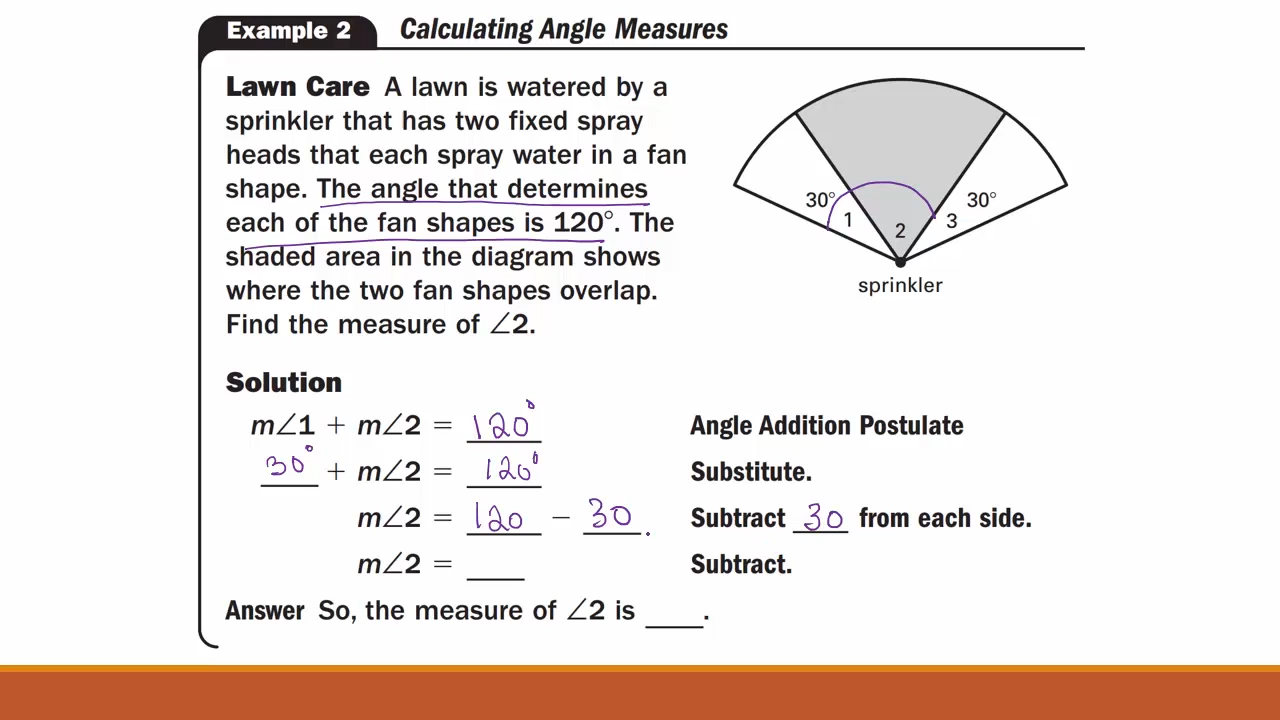 Example 2 Calculating Angle Measures
Lawn Care A lawn is watered by a
sprinkler that has two fixed spray
heads that each spray water in a fan
shape. The angle that determines
each of the fan shapes is 120°. The
shaded area in the diagram shows
where the two fan shapes overlap.
Find the measure of ∠2.
30° 30°
1 2 3
sprinkler
Solution
m∠1 + m∠2 = 120° Angle Addition Postulate
30° + m∠2 = 120° Substitute.
m∠2 = 120 − 30. Subtract 30 from each side.
m∠2 = ____ Subtract.
Answer So, the measure of ∠2 is ____.